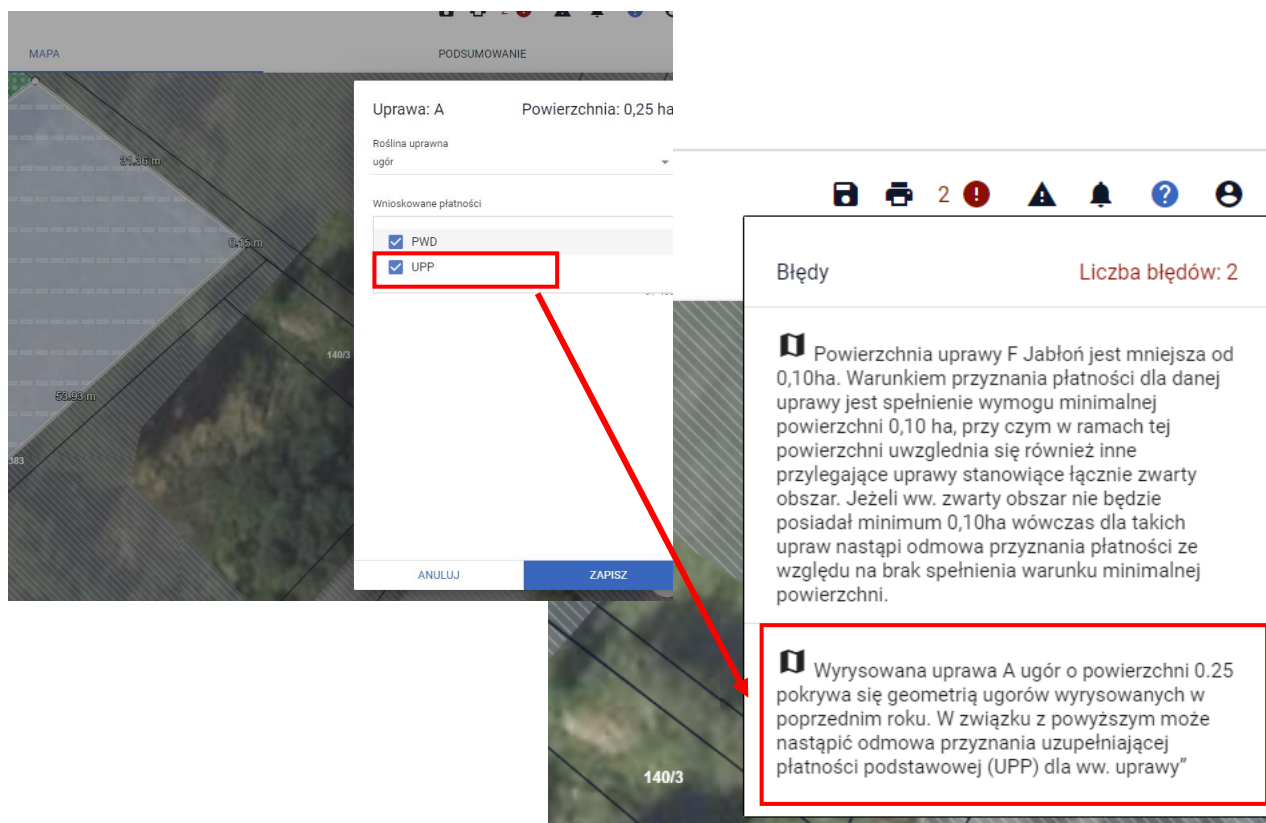 2
MAPA
PODSUMOWANIE
Uprawa: A Powierzchnia: 0,25 ha
Roślina uprawna
ugór
Wnioskowane płatności
PWD
UPP
ANULUJ
ZAPISZ
31.36 m
0.15 m
140/3
53.93 m
383
2
Błędy Liczba błędów: 2
Powierzchnia uprawy F Jabłoń jest mniejsza od
0,10ha. Warunkiem przyznania płatności dla danej
uprawy jest spełnienie wymogu minimalnej
powierzchni 0,10 ha, przy czym w ramach tej
powierzchni uwzglednia się również inne
przylegające uprawy stanowiące łącznie zwarty
obszar. Jeżeli ww. zwarty obszar nie będzie
posiadał minimum 0,10ha wówczas dla takich
upraw nastąpi odmowa przyznania płatności ze
względu na brak spełnienia warunku minimalnej
powierzchni.
Wyrysowana uprawa A ugór o powierzchni 0.25
pokrywa się geometrią ugorów wyrysowanych w
poprzednim roku. W związku z powyższym może
nastąpić odmowa przyznania uzupełniającej
płatności podstawowej (UPP) dla ww. uprawy”
140/3